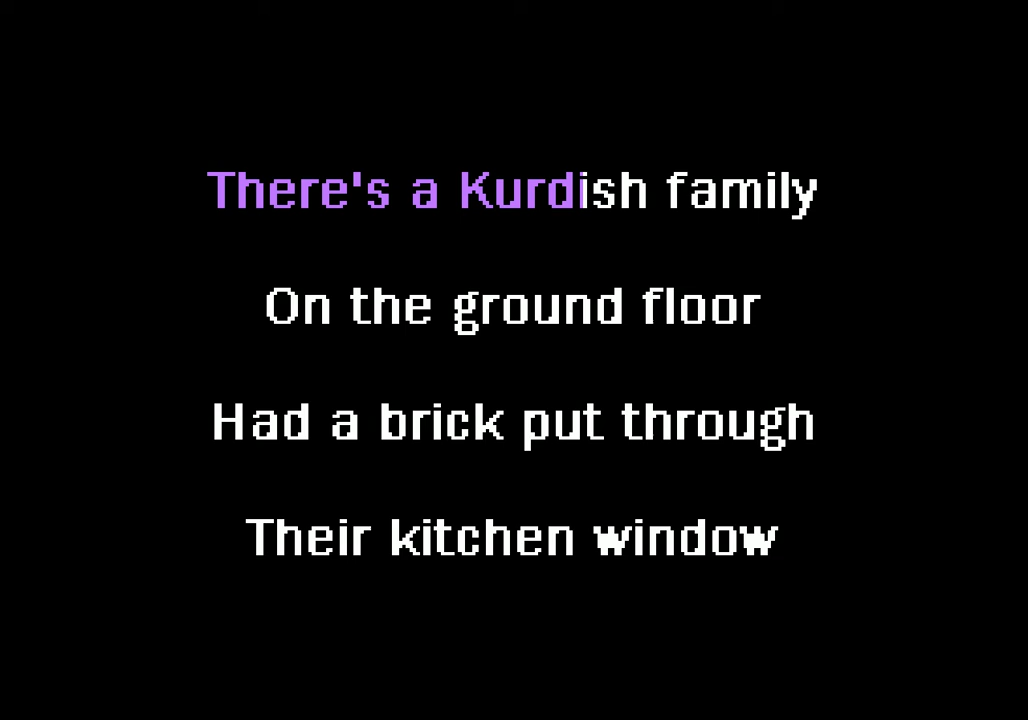 There's a Kurdish family
On the ground floor
Had a brick put through
Their kitchen window